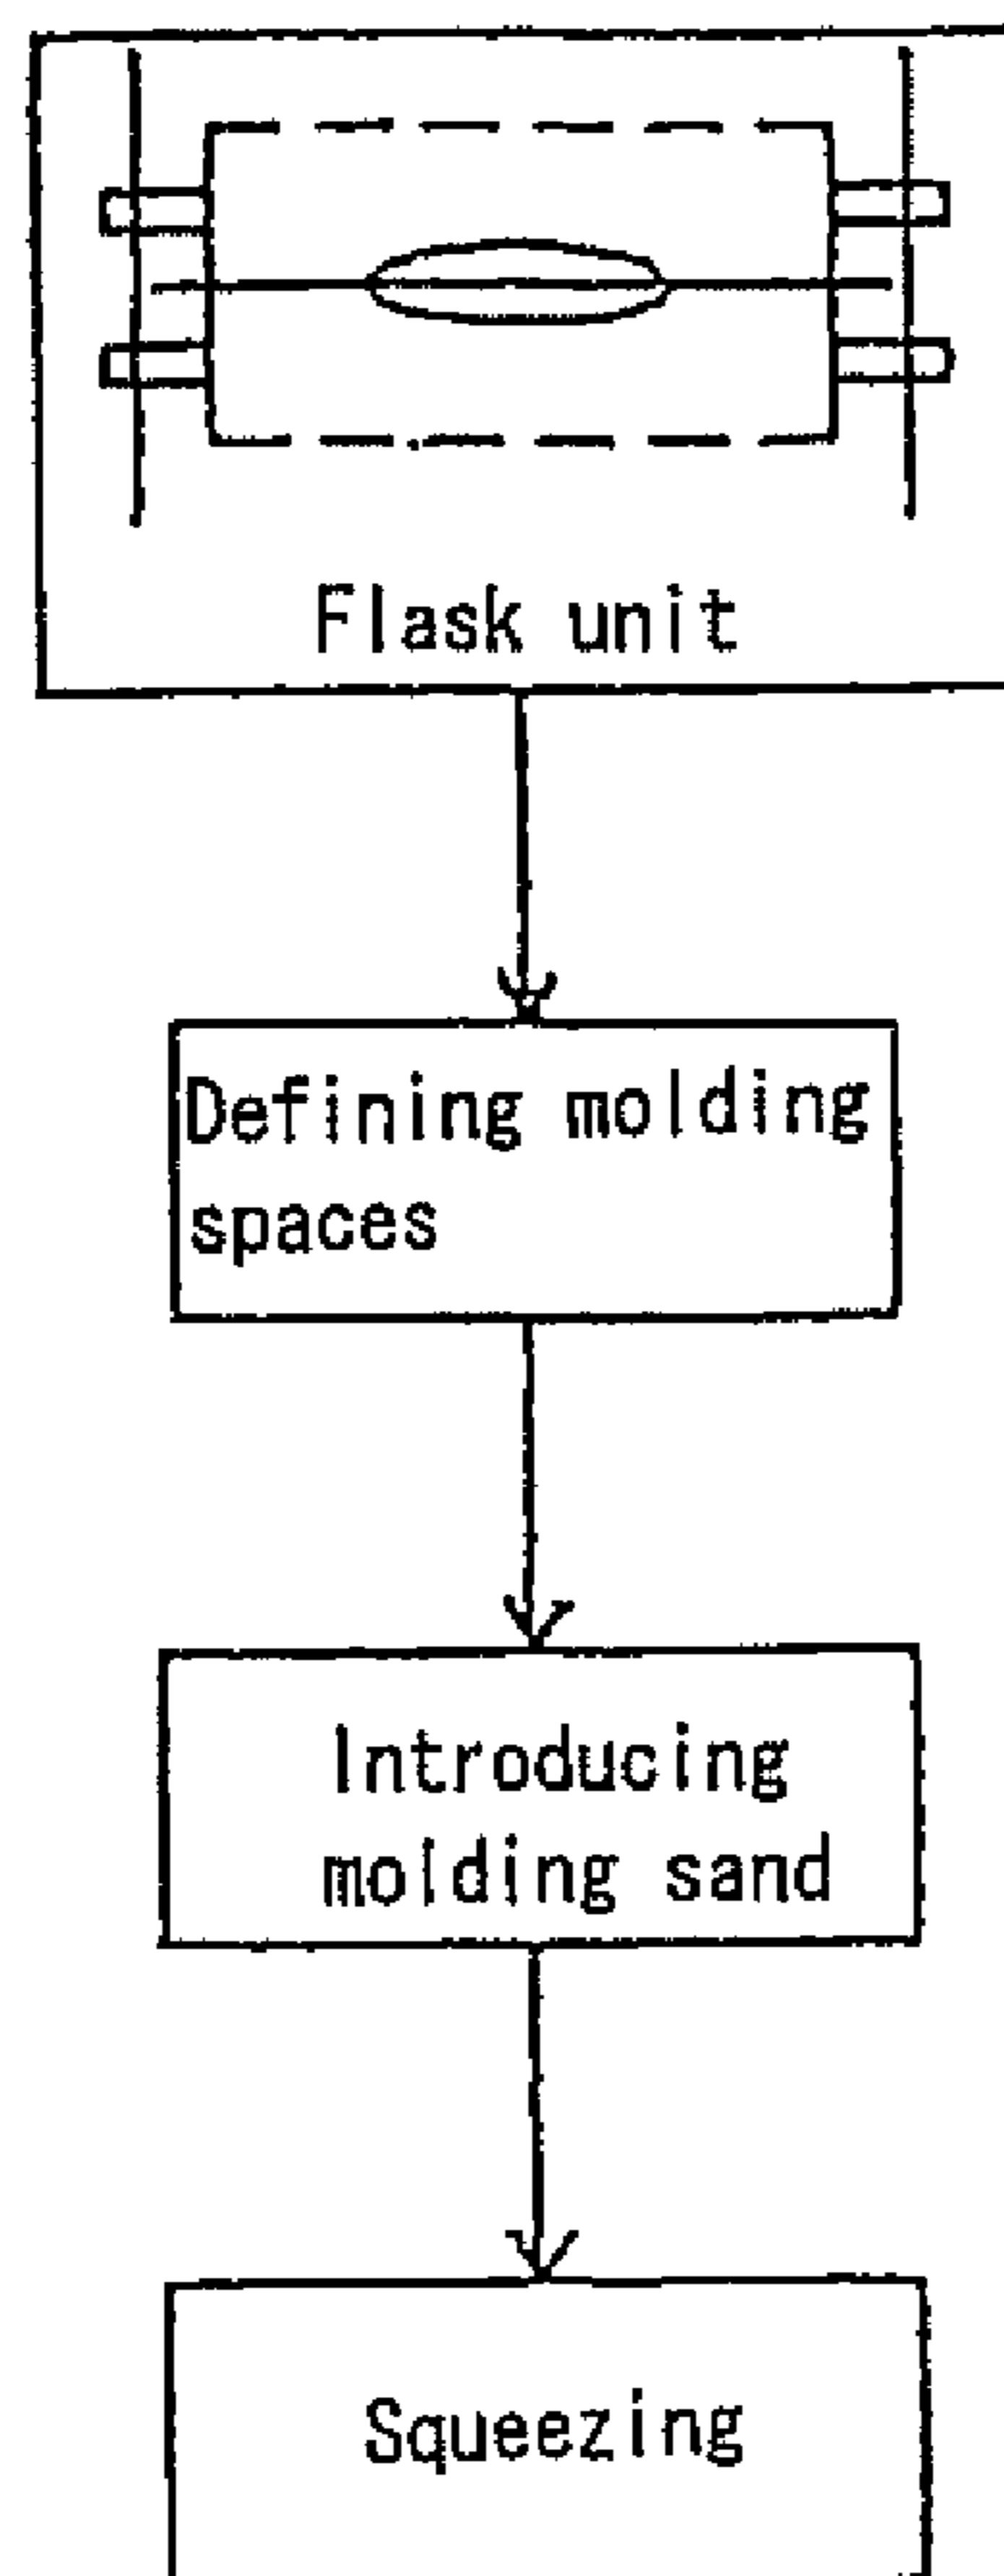 Flask unit
Defining molding
spaces
Introducing
molding sand
Squeezing